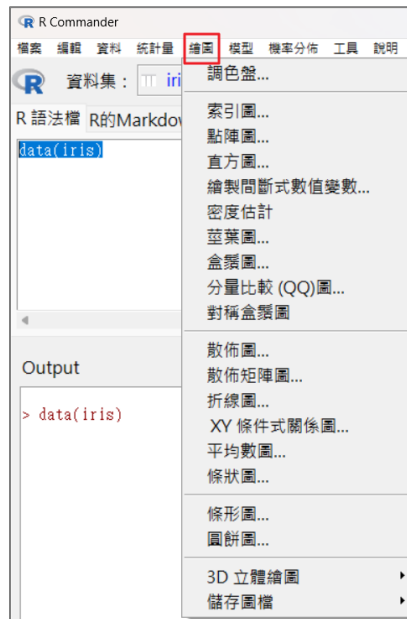 R Commander
檔案 編輯 資料 統計量 繪圖 模型 機率分佈 工具 說明
資料集： iri
R 語法檔 R的Markdow
data(iris)
調色盤...
索引圖...
點陣圖...
直方圖...
繪製間斷式數值變數...
密度估計
莖葉圖...
盒鬚圖...
分量比較 (QQ)圖...
對稱盒鬚圖
散佈圖...
散佈矩陣圖...
折線圖...
XY 條件式關係圖...
平均數圖...
條狀圖...
條形圖...
圓餅圖...
3D 立體繪圖
儲存圖檔
Output
> data(iris)